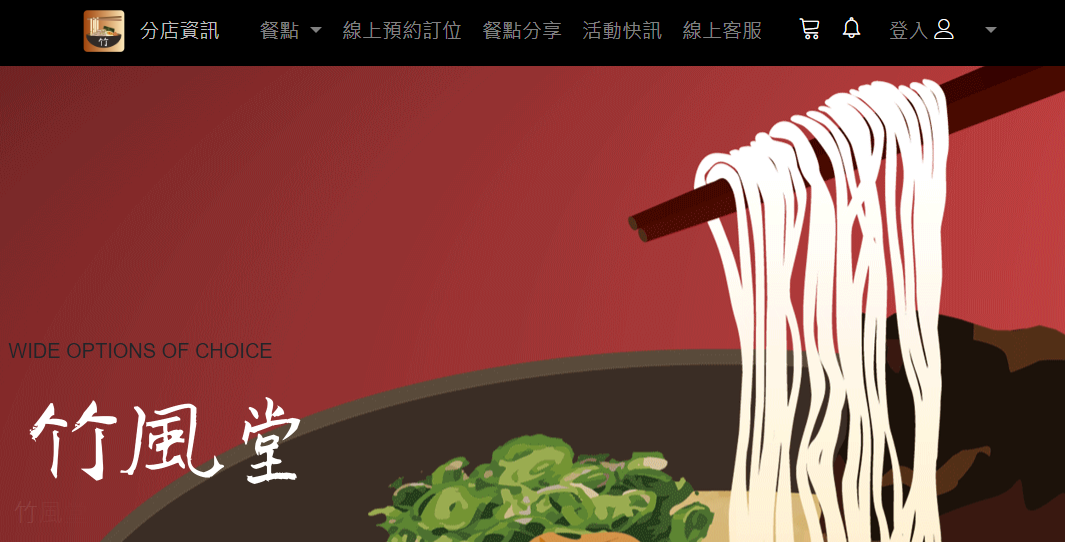 竹
分店資訊 餐點 線上預約訂位 餐點分享 活動快訊 線上客服 登入
WIDE OPTIONS OF CHOICE
竹風堂
竹風